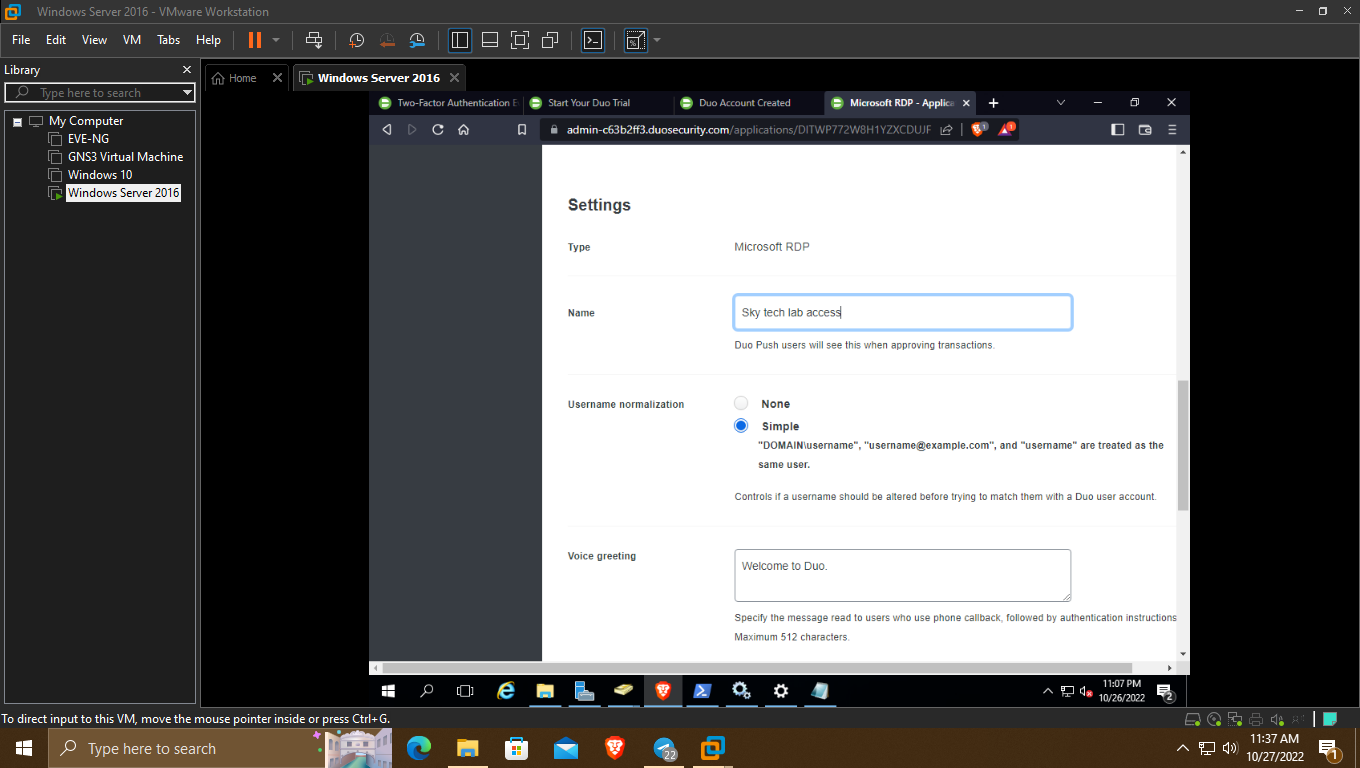 Windows Server 2016 - VMware Workstation
File Edit View VM Tabs Help
Library
Type here to search
My Computer
EVE-NG
GNS3 Virtual Machine
Windows 10
Windows Server 2016
Home
Windows Server 2016
Two-Factor Authentication E
Start Your Duo Trial
Duo Account Created
Microsoft RDP - Applica
admin-c63b2ff3.duosecurity.com/applications/DITWP772W8H1YZXCDUJF
1
1
Settings
Type
Microsoft RDP
Name
Sky tech lab access
Duo Push users will see this when approving transactions.
Username normalization
None
Simple
"DOMAIN\username", "username@example.com", and "username" are treated as the
same user.
Controls if a username should be altered before trying to match them with a Duo user account.
Voice greeting
Welcome to Duo.
Specify the message read to users who use phone callback, followed by authentication instructions
Maximum 512 characters.
11:07 PM
10/26/2022
2
To direct input to this VM, move the mouse pointer inside or press Ctrl+G.
Type here to search
22
11:37 AM
10/27/2022
1